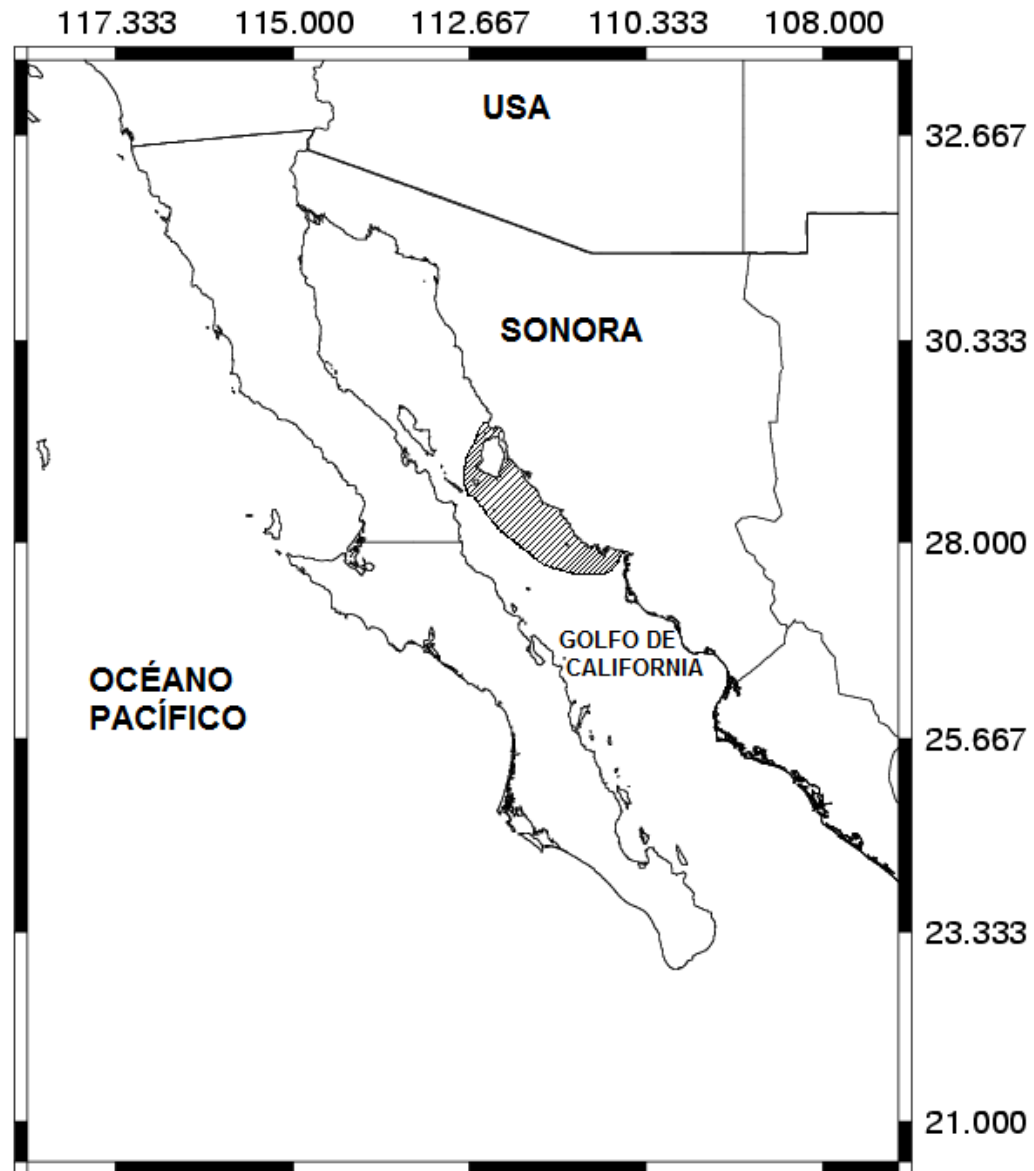 117.333 115.000 112.667 110.333 108.000
USA
32.667
SONORA
30.333
28.000
GOLFO DE
CALIFORNIA
OCÉANO
PACÍFICO
25.667
23.333
21.000